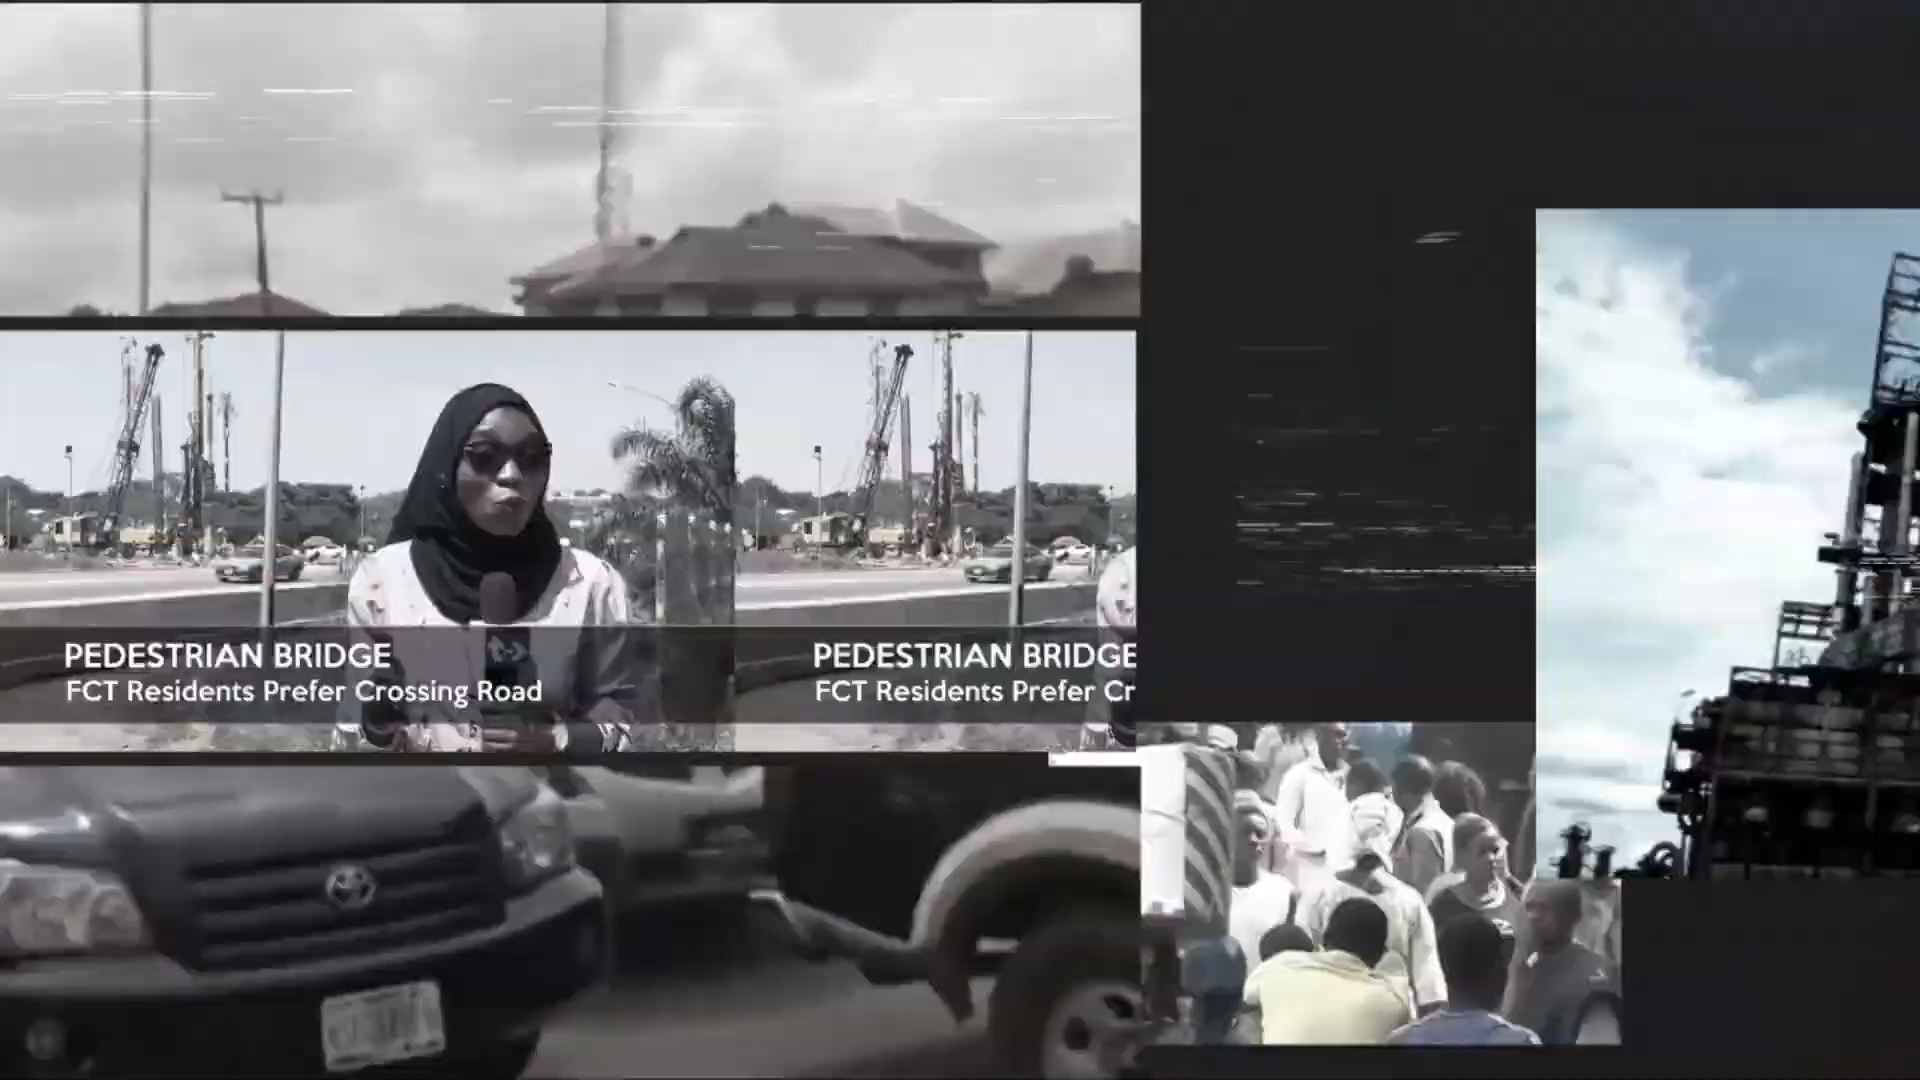 PEDESTRIAN BRIDGE
FCT Residents Prefer Crossing Road
PEDESTRIAN BRIDGE
FCT Residents Prefer Cr